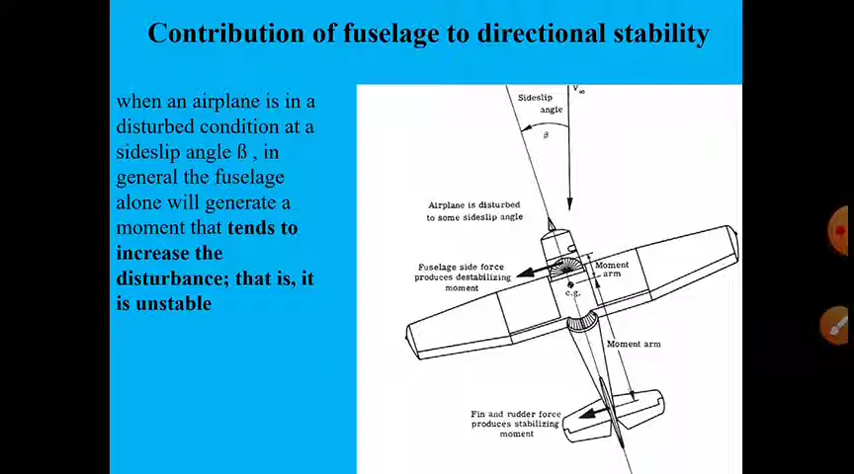 Contribution of fuselage to directional stability
when an airplane is in a
disturbed condition at a
sideslip angle ß , in
general the fuselage
alone will generate a
moment that tends to
increase the
disturbance; that is, it
is unstable
V∞
Sideslip
angle
β
Airplane is disturbed
to some sideslip angle
Fuselage side force
produces destabilizing
moment
Moment
arm
c.g.
Moment arm
Fin and rudder force
produces stabilizing
moment